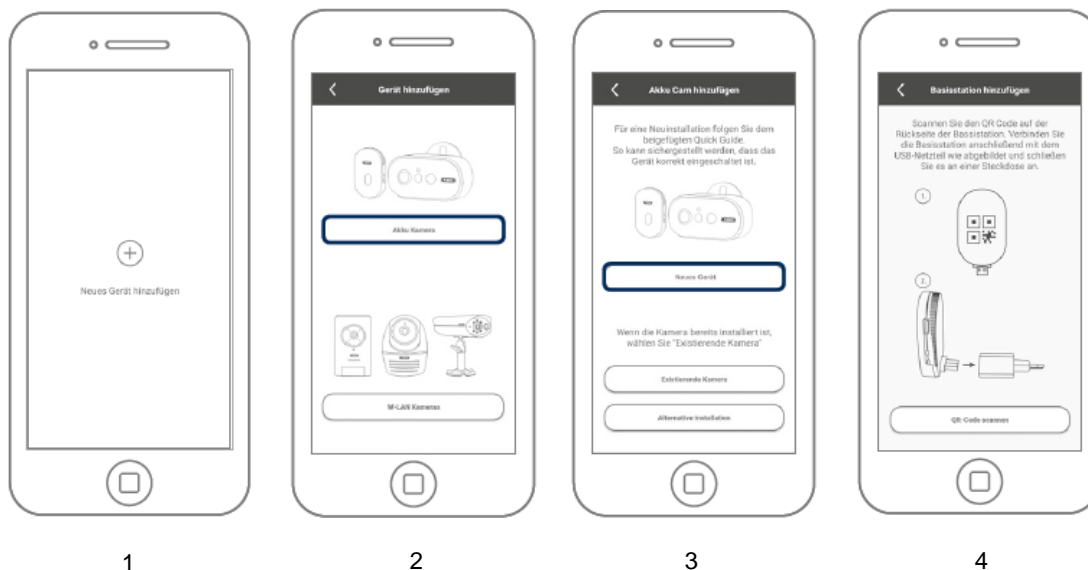 Neues Gerät hinzufügen
Gerät hinzufügen
Akku Kamera
W-LAN Kameras
Akku Cam hinzufügen
Für eine Neuinstallation folgen Sie dem
beigefügten Quick Guide.
So kann sichergestellt werden, dass das
Gerät korrekt eingeschaltet ist.
Neues Gerät
Wenn die Kamera bereits installiert ist,
wählen Sie "Existierende Kamera"
Existierende Kamera
Alternative Installation
Basisstation hinzufügen
Scannen Sie den QR Code auf der
Rückseite der Bassistation. Verbinden Sie
die Basisstation anschließend mit dem
USB-Netzteil wie abgebildet und schließen
Sie es an einer Steckdose an.
1.
2.
QR-Code scannen
1
2
3
4